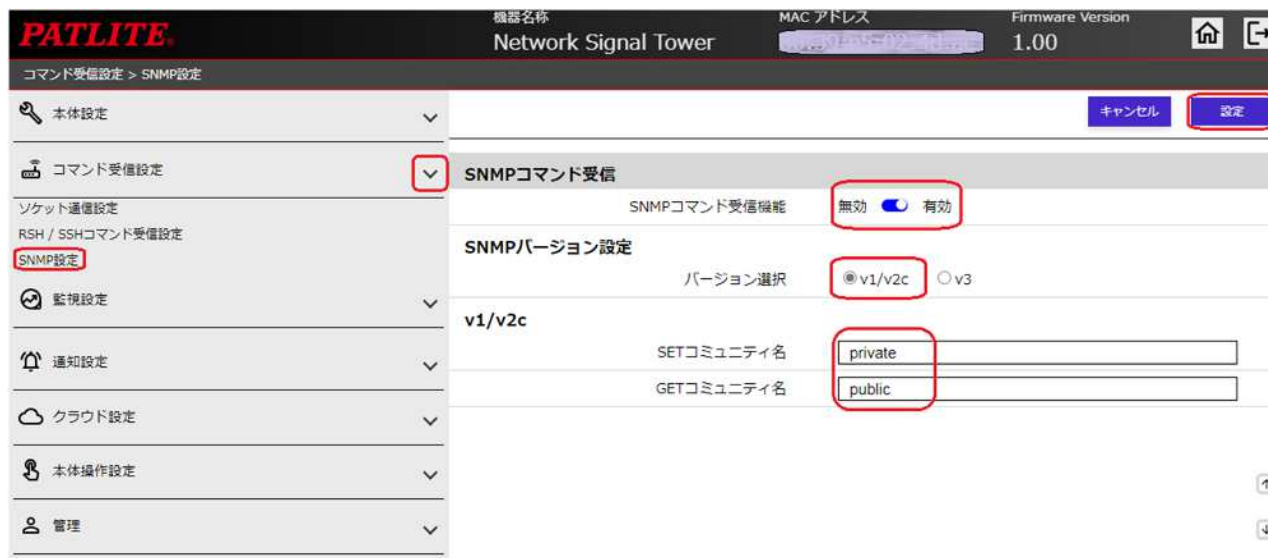 PATLITE
機器名称
Network Signal Tower
MAC アドレス
Firmware Version
1.00
コマンド受信設定 > SNMP設定
本体設定
コマンド受信設定
ソケット通信設定
RSH / SSHコマンド受信設定
SNMP設定
監視設定
通知設定
クラウド設定
本体操作設定
管理
キャンセル
設定
SNMPコマンド受信
SNMPコマンド受信機能 無効 有効
SNMPバージョン設定
バージョン選択 v1/v2c v3
v1/v2c
SETコミュニティ名 private
GETコミュニティ名 public